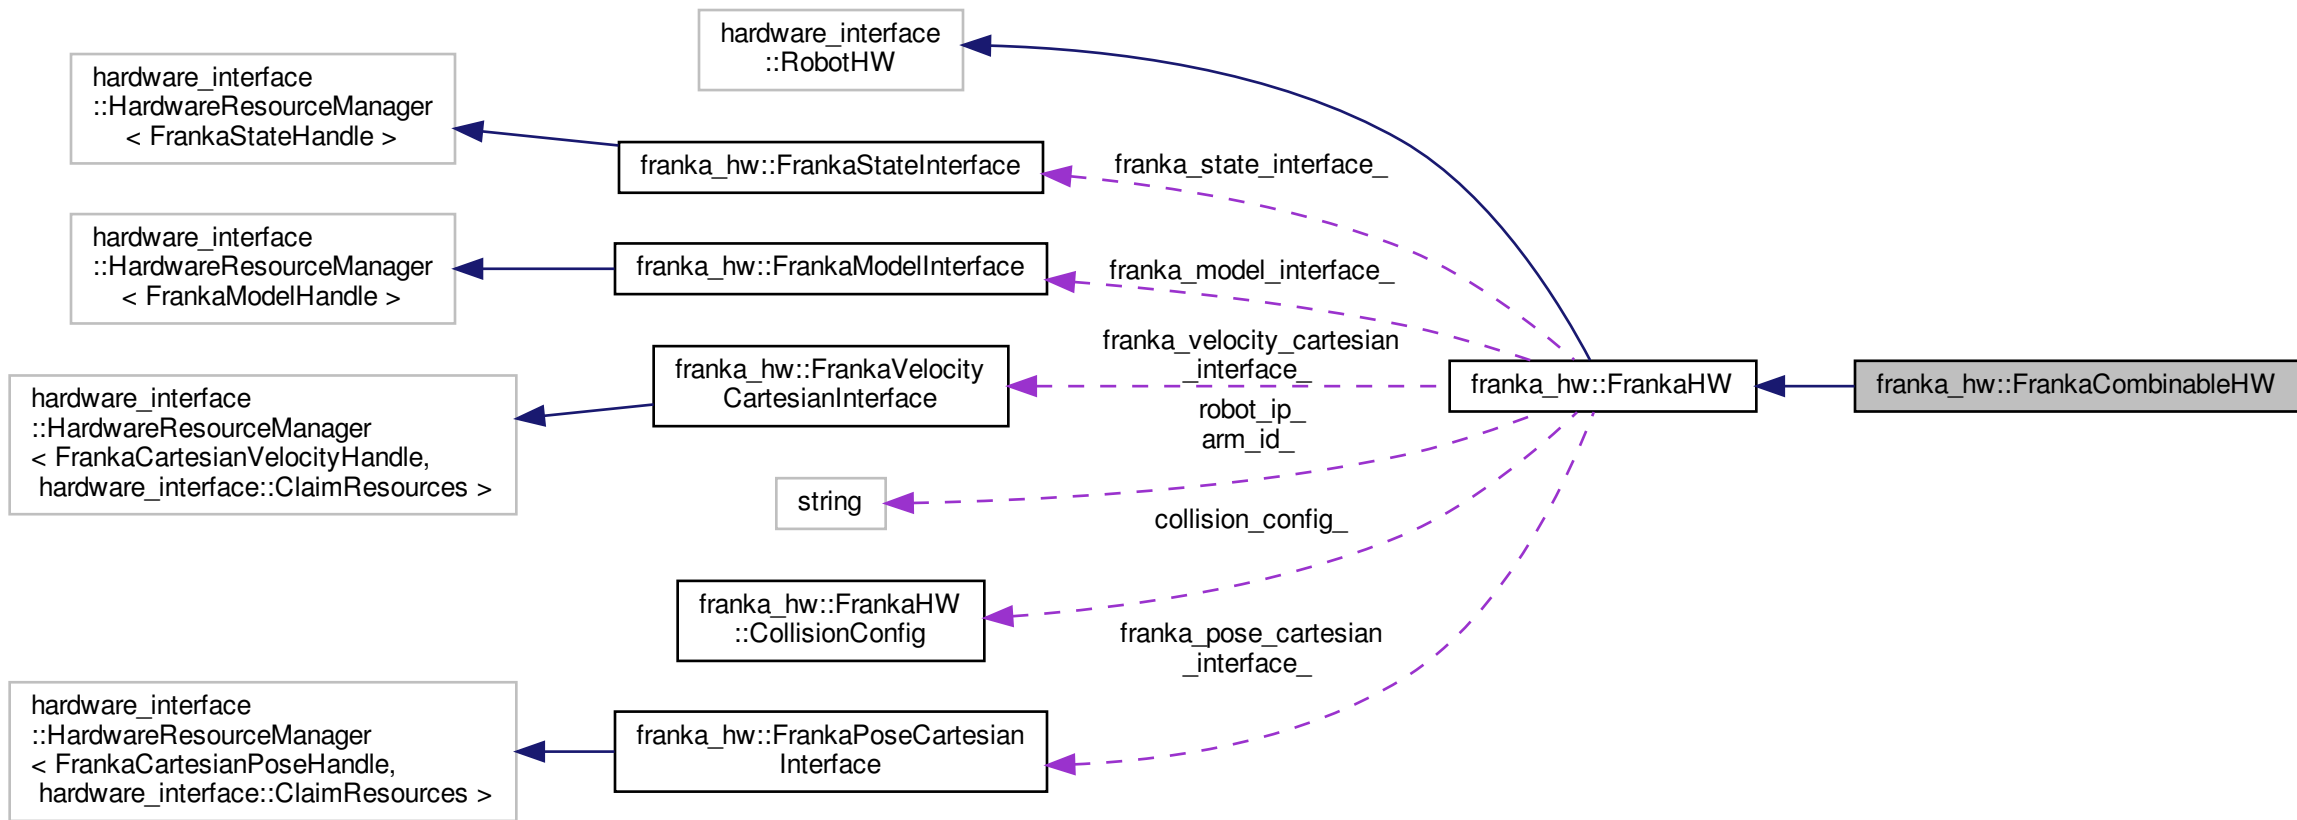 hardware_interface
::RobotHW
hardware_interface
::HardwareResourceManager
< FrankaStateHandle >
franka_hw::FrankaStateInterface
franka_state_interface_
hardware_interface
::HardwareResourceManager
< FrankaModelHandle >
franka_hw::FrankaModelInterface
franka_model_interface_
hardware_interface
::HardwareResourceManager
< FrankaCartesianVelocityHandle,
hardware_interface::ClaimResources >
franka_hw::FrankaVelocity
CartesianInterface
franka_velocity_cartesian
_interface_
franka_hw::FrankaHW
franka_hw::FrankaCombinableHW
robot_ip_
arm_id_
string
collision_config_
franka_hw::FrankaHW
::CollisionConfig
franka_pose_cartesian
_interface_
hardware_interface
::HardwareResourceManager
< FrankaCartesianPoseHandle,
hardware_interface::ClaimResources >
franka_hw::FrankaPoseCartesian
Interface